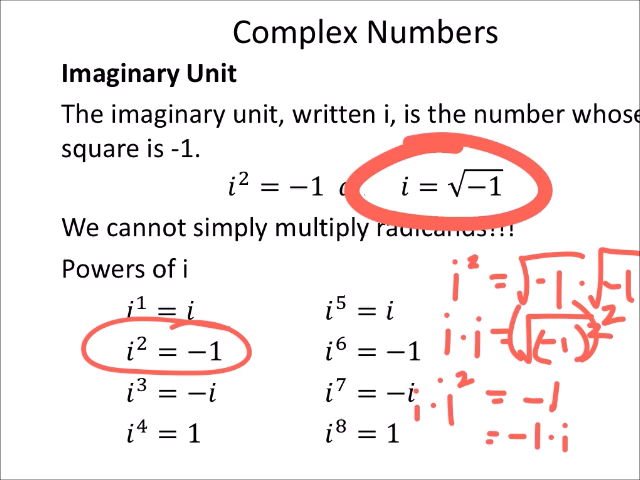 Complex Numbers
Imaginary Unit
The imaginary unit, written i, is the number whose
square is -1.
i² = −1 i = √−1
We cannot simply multiply radicands!!!
Powers of i
i¹ = i i⁵ = i
i² = −1 i⁶ = −1
i³ = −i i⁷ = −i
i⁴ = 1 i⁸ = 1
i² = √-1 · √-1
i · i = (√(-1)²
i · i² = -1
= -1 · i